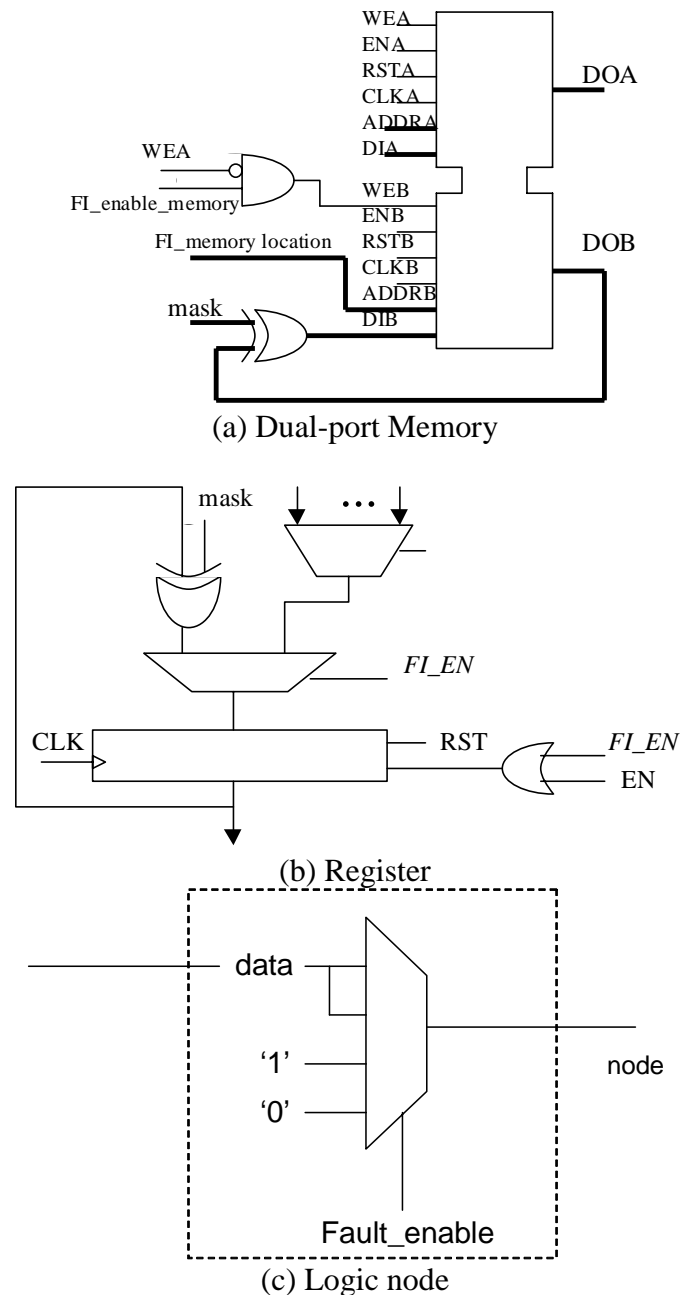 WEA
ENA
RSTA
CLKA
ADDRA
DIA
DOA
WEA
FI_enable_memory
WEB
ENB
FI_memory location
RSTB
CLKB
ADDRB
DIB
DOB
mask
(a) Dual-port Memory
mask
...
FI_EN
CLK
RST
FI_EN
EN
(b) Register
data
'1'
'0'
node
Fault_enable
(c) Logic node